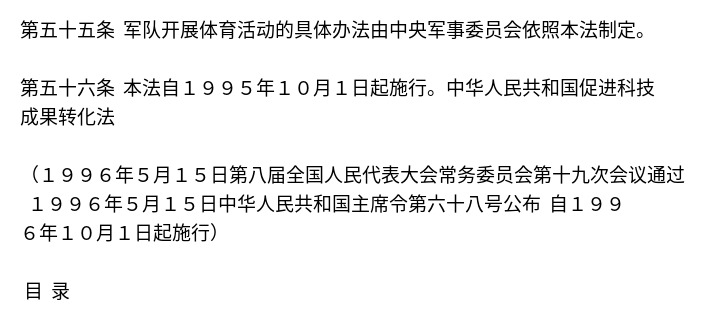 第五十五条 军队开展体育活动的具体办法由中央军事委员会依照本法制定。
第五十六条 本法自１９９５年１０月１日起施行。中华人民共和国促进科技
成果转化法
（１９９６年５月１５日第八届全国人民代表大会常务委员会第十九次会议通过
１９９６年５月１５日中华人民共和国主席令第六十八号公布 自１９９
６年１０月１日起施行）
目 录